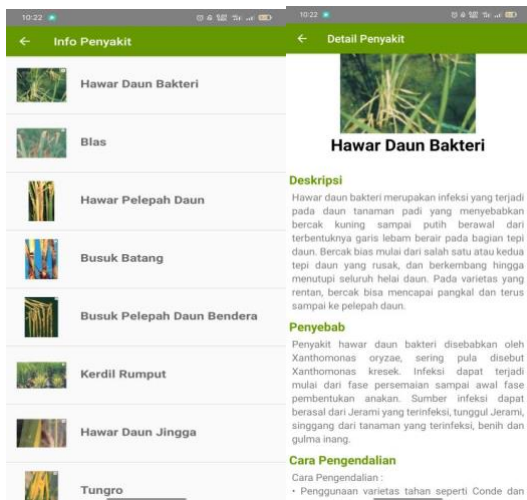 10:22
Info Penyakit
Hawar Daun Bakteri
Blas
Hawar Pelepah Daun
Busuk Batang
Busuk Pelepah Daun Bendera
Kerdil Rumput
Hawar Daun Jingga
Tungro
10:22
Detail Penyakit
Hawar Daun Bakteri
Deskripsi
Hawar daun bakteri merupakan infeksi yang terjadi
pada daun tanaman padi yang menyebabkan
bercak kuning sampai putih berawal dari
terbentuknya garis lebam berair pada bagian tepi
daun. Bercak bias mulai dari salah satu atau kedua
tepi daun yang rusak, dan berkembang hingga
menutupi seluruh helai daun. Pada varietas yang
rentan, bercak bisa mencapai pangkal dan terus
sampai ke pelepah daun.
Penyebab
Penyakit hawar daun bakteri disebabkan oleh
Xanthomonas oryzae, sering pula disebut
Xanthomonas kresek. Infeksi dapat terjadi
mulai dari fase persemaian sampai awal fase
pembentukan anakan. Sumber infeksi dapat
berasal dari Jerami yang terinfeksi, tunggul Jerami,
singgang dari tanaman yang terinfeksi, benih dan
gulma inang.
Cara Pengendalian
Cara Pengendalian :
• Penggunaan varietas tahan seperti Conde dan